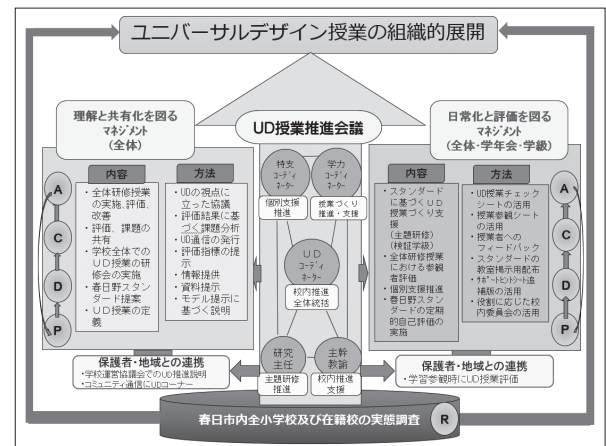 ユニバーサルデザイン授業の組織的展開
理解と共有化を図る
マネジメント
(全体)
内容
・全体研修授業
の実施、評価、
改善
・評価、課題の
共有
・学校全体での
UD授業の研
修会の実施
・春日野スタン
ダード提案
・UD授業の定
義
方法
・UDの視点に
立った協議
・評価結果に基
づく課題分析
・UD通信の発行
・評価指標の提
示
・情報提供
・資料提示
・モデル提示に
基づく説明
A
C
D
P
保護者・地域との連携
・学校運営協議会でのUD推進説明
・コミュニティ通信にUDコーナー
UD授業推進会議
特支
コーディ
ネーター
個別支援
推進
学力
コーディ
ネーター
授業づくり
推進・支援
UD
コーディ
ネーター
校内推進
全体統括
研究
主任
主題研修
推進
主幹
教諭
校内推進
支援
日常化と評価を図る
マネジメント
(全体・学年会・学級)
内容
・スタンダード
に基づくUD
授業づくり支
援
(主題研修)
(検証学級)
・全体研修授業
における参観
者評価
・個別支援推進
・春日野スタン
ダードの定期
的自己評価の
実施
方法
・UD授業チェック
シートの活用
・授業参観シートの
活用
・授業者への
フィードバック
・スタンダードの
教室掲示用配布
・サポートヒントシート追
補版の活用
・役割に応じた校
内委員会の活用
A
C
D
P
保護者・地域との連携
・学習参観時にUD授業評価
春日市内全小学校及び在籍校の実態調査
R